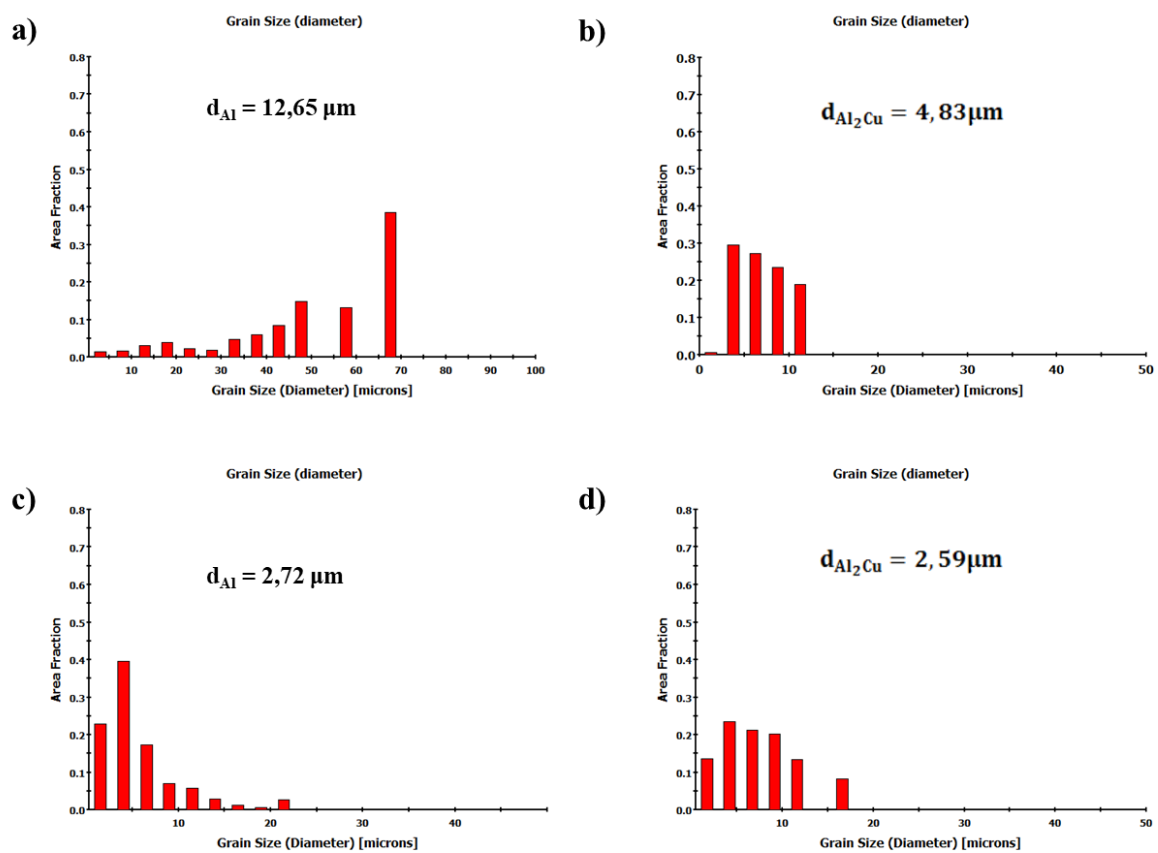 a)
Grain Size (diameter)
d_Al = 12,65 µm
0.8
0.7
0.6
0.5
0.4
0.3
0.2
0.1
0.0
Area Fraction
10 20 30 40 50 60 70 80 90 100
Grain Size (Diameter) [microns]
b)
Grain Size (diameter)
d_Al₂Cu = 4,83µm
0.8
0.7
0.6
0.5
0.4
0.3
0.2
0.1
0.0
Area Fraction
0 10 20 30 40 50
Grain Size (Diameter) [microns]
c)
Grain Size (diameter)
d_Al = 2,72 µm
0.8
0.7
0.6
0.5
0.4
0.3
0.2
0.1
0.0
Area Fraction
10 20 30 40
Grain Size (Diameter) [microns]
d)
Grain Size (diameter)
d_Al₂Cu = 2,59µm
0.8
0.7
0.6
0.5
0.4
0.3
0.2
0.1
0.0
Area Fraction
10 20 30 40 50
Grain Size (Diameter) [microns]